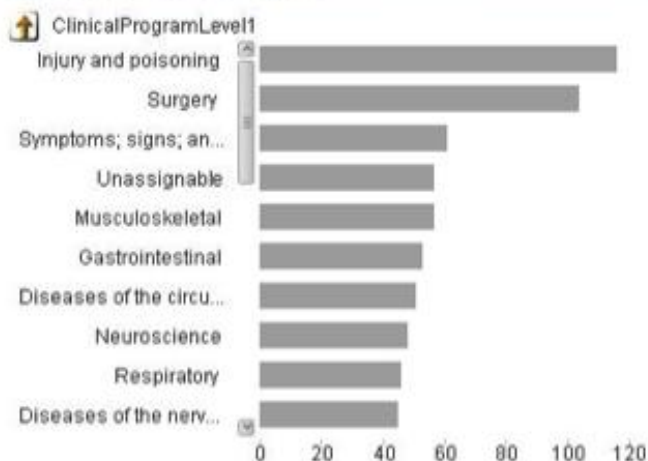 ClinicalProgramLevel1
Injury and poisoning
Surgery
Symptoms; signs; an...
Unassignable
Musculoskeletal
Gastrointestinal
Diseases of the circu...
Neuroscience
Respiratory
Diseases of the nerv...
0 20 40 60 80 100 120